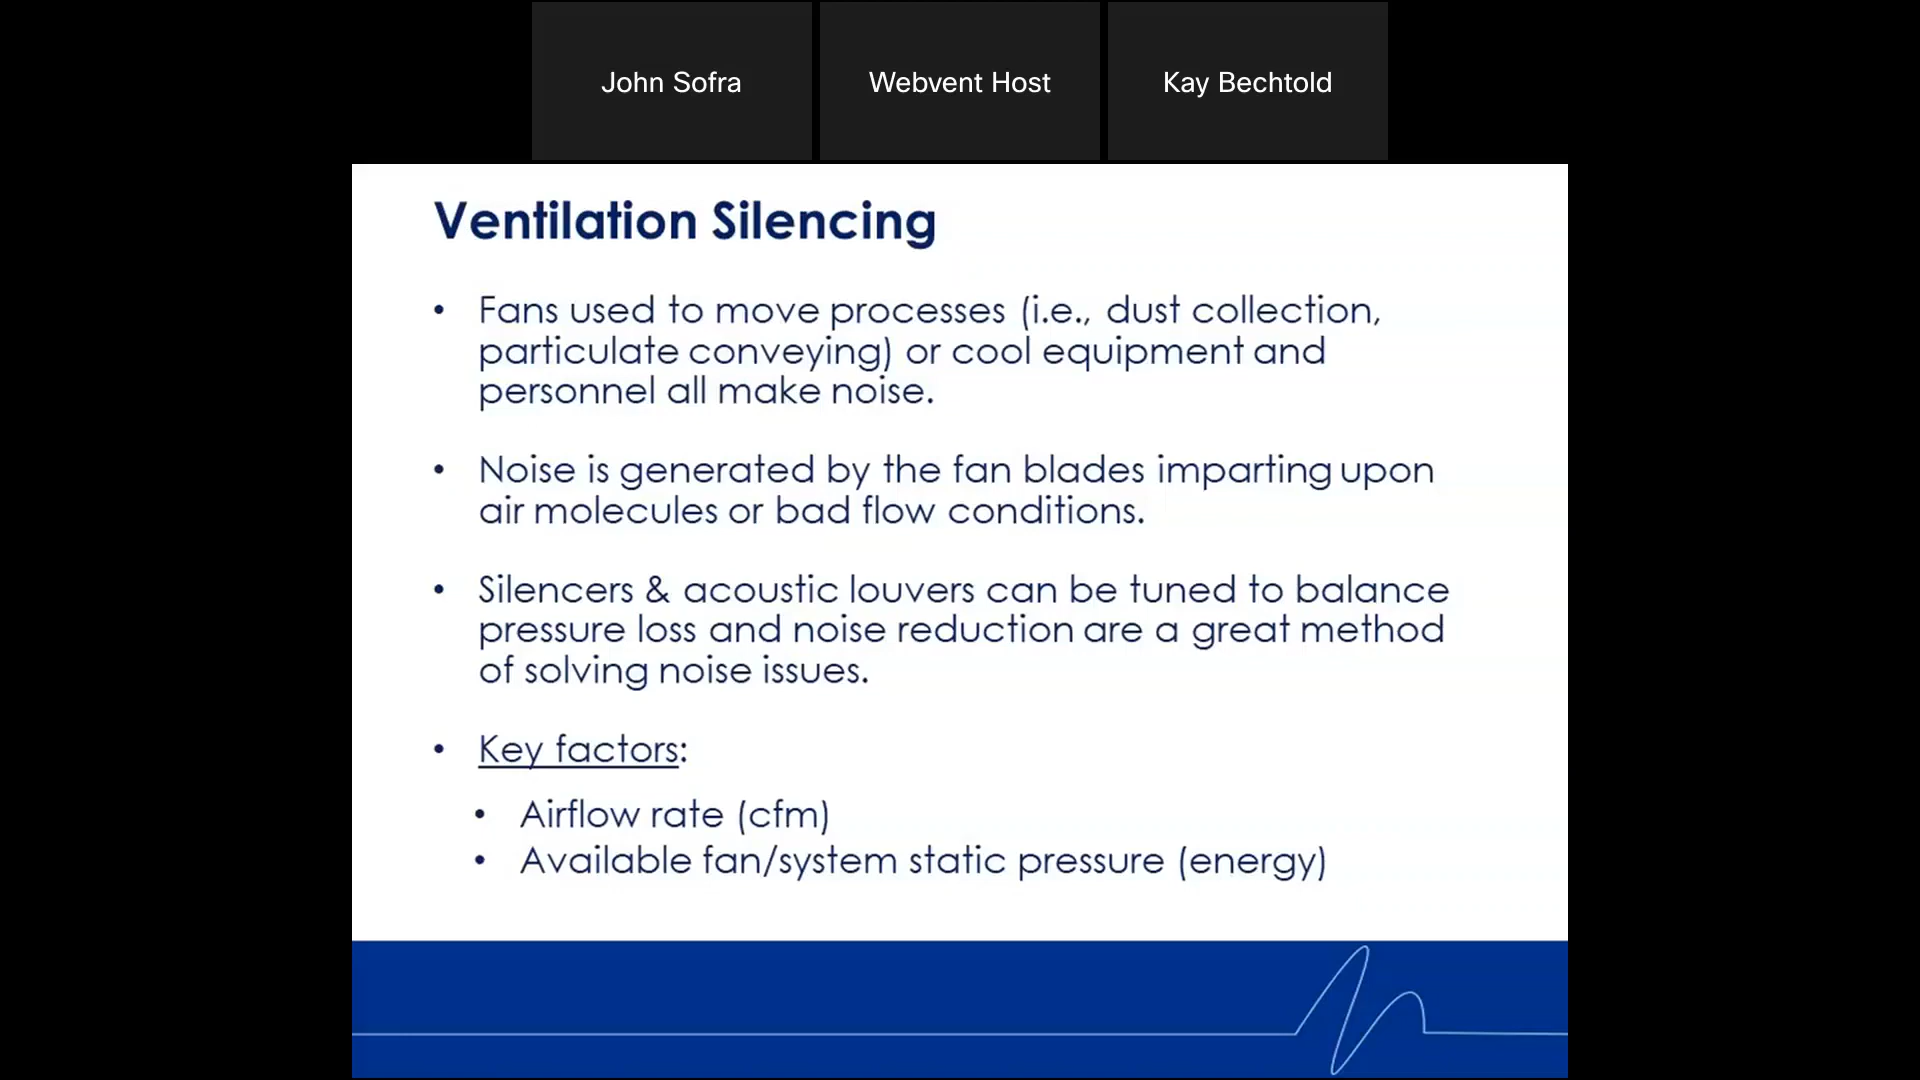 John Sofra
Webvent Host
Kay Bechtold
Ventilation Silencing
• Fans used to move processes (i.e., dust collection,
particulate conveying) or cool equipment and
personnel all make noise.
• Noise is generated by the fan blades imparting upon
air molecules or bad flow conditions.
• Silencers & acoustic louvers can be tuned to balance
pressure loss and noise reduction are a great method
of solving noise issues.
• Key factors:
• Airflow rate (cfm)
• Available fan/system static pressure (energy)